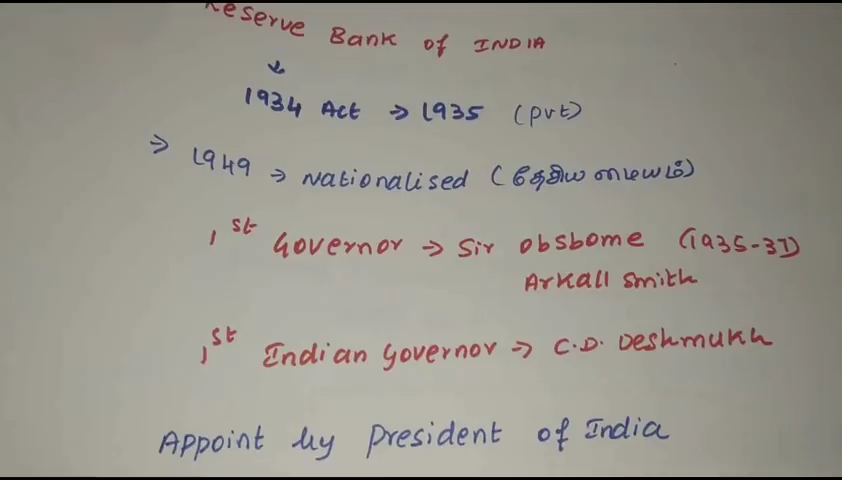 Reserve Bank of INDIA
↓
1934 Act → 1935 (pvt)
⇒ 1949 → Nationalised (தேசிய மையம்)
1st Governor → Sir Obsbome (1935-37)
Arkall Smith
1st Indian Governor → C.D. Deshmukh
Appoint by President of India